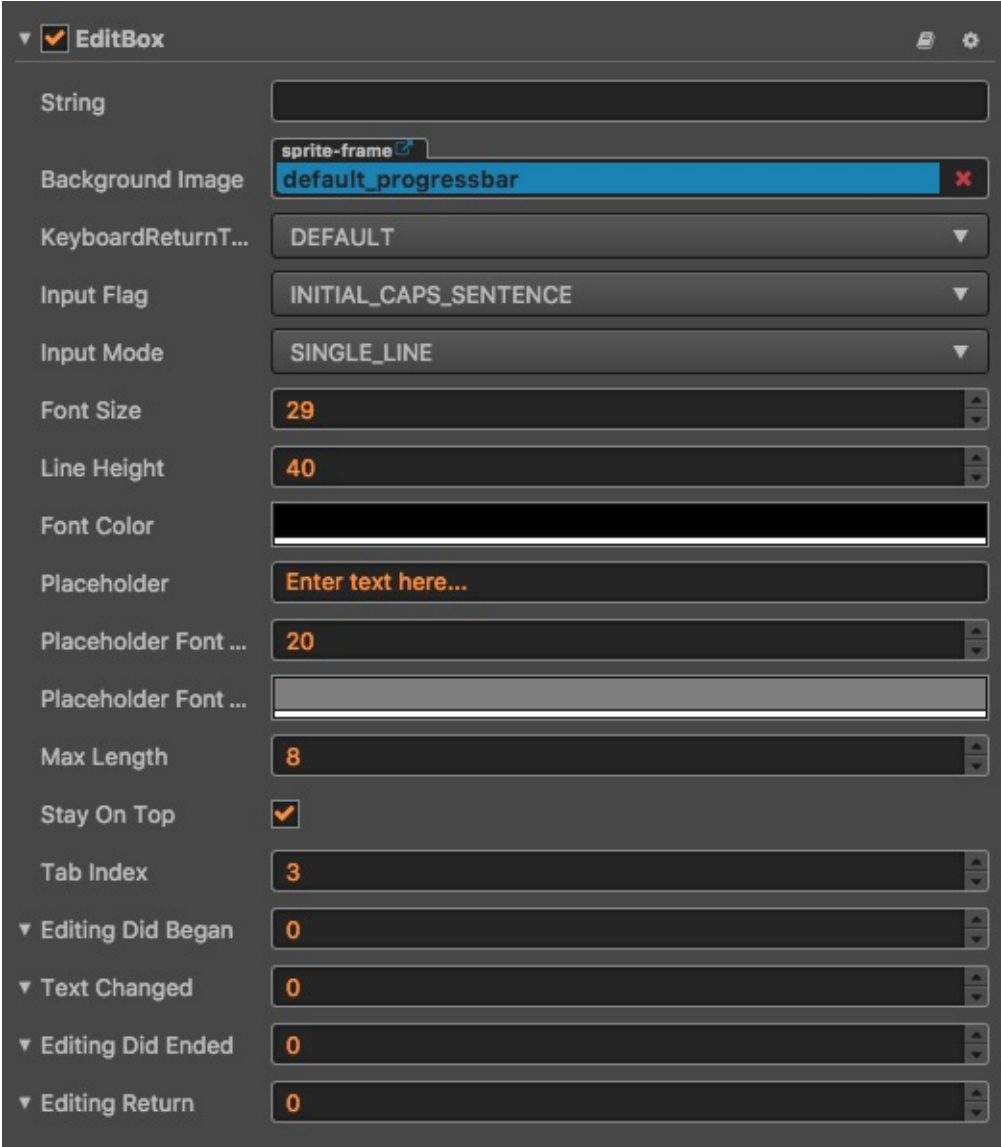 EditBox
String
sprite-frame
Background Image default_progressbar
KeyboardReturnT... DEFAULT
Input Flag INITIAL_CAPS_SENTENCE
Input Mode SINGLE_LINE
Font Size 29
Line Height 40
Font Color
Placeholder Enter text here...
Placeholder Font ... 20
Placeholder Font ...
Max Length 8
Stay On Top
Tab Index 3
Editing Did Began 0
Text Changed 0
Editing Did Ended 0
Editing Return 0